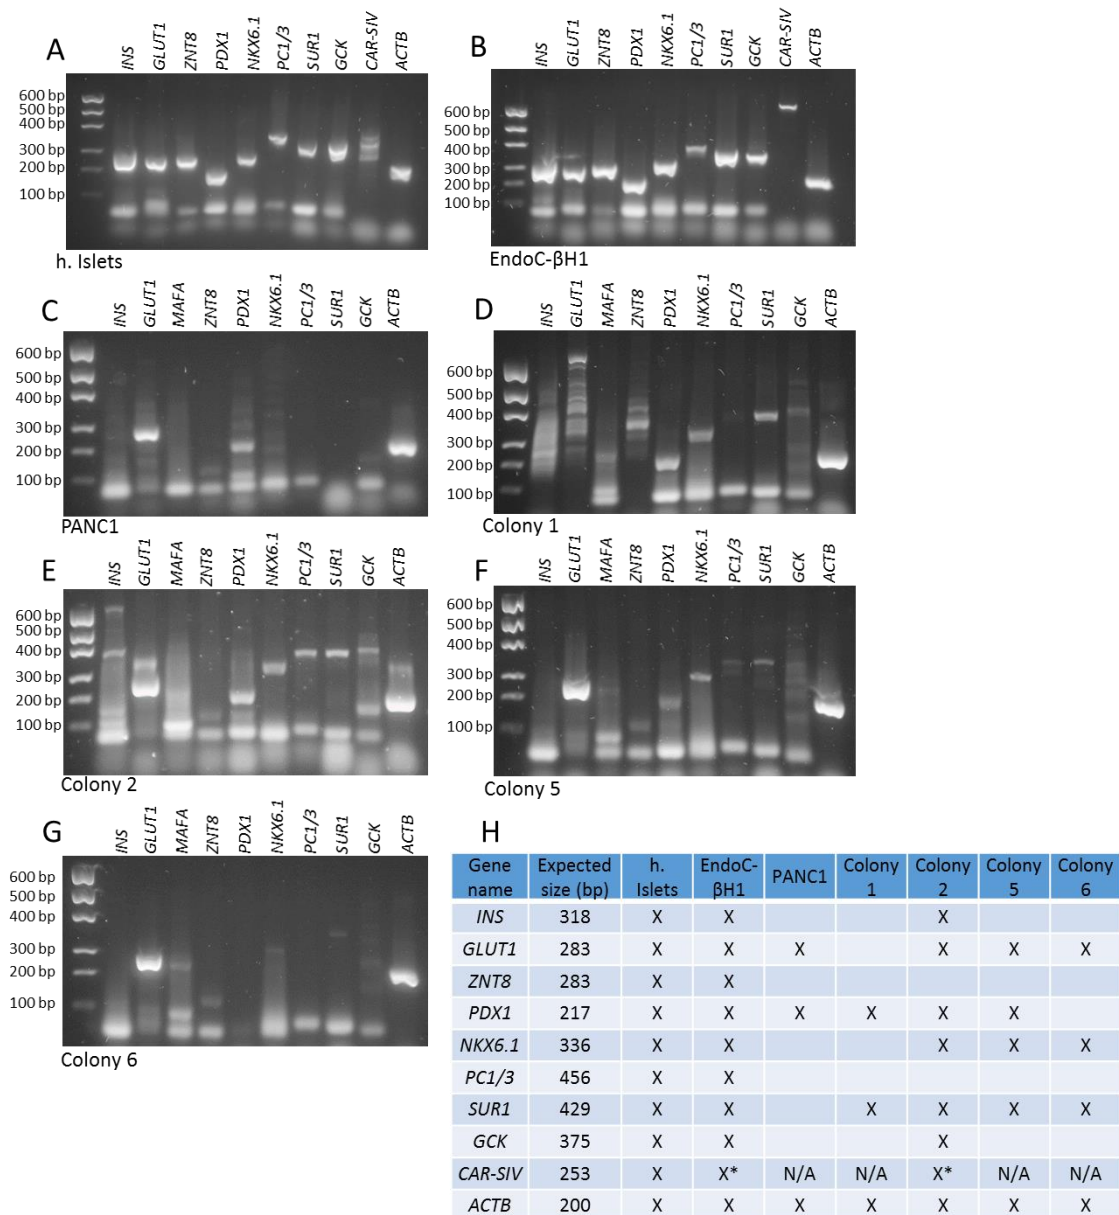 A
INS GLUT1 ZNT8 PDX1 NKX6.1 PC1/3 SUR1 GCK CAR-SIV ACTB
600 bp
500 bp
400 bp
300 bp
200 bp
100 bp
h. Islets
B
INS GLUT1 ZNT8 PDX1 NKX6.1 PC1/3 SUR1 GCK CAR-SIV ACTB
600 bp
500 bp
400 bp
300 bp
200 bp
100 bp
EndoC-βH1
C
INS GLUT1 MAFA ZNT8 PDX1 NKX6.1 PC1/3 SUR1 GCK ACTB
600 bp
500 bp
400 bp
300 bp
200 bp
100 bp
PANC1
D
INS GLUT1 MAFA ZNT8 PDX1 NKX6.1 PC1/3 SUR1 GCK ACTB
600 bp
500 bp
400 bp
300 bp
200 bp
100 bp
Colony 1
E
INS GLUT1 MAFA ZNT8 PDX1 NKX6.1 PC1/3 SUR1 GCK ACTB
600 bp
500 bp
400 bp
300 bp
200 bp
100 bp
Colony 2
F
INS GLUT1 MAFA ZNT8 PDX1 NKX6.1 PC1/3 SUR1 GCK ACTB
600 bp
500 bp
400 bp
300 bp
200 bp
100 bp
Colony 5
G
INS GLUT1 MAFA ZNT8 PDX1 NKX6.1 PC1/3 SUR1 GCK ACTB
600 bp
500 bp
400 bp
300 bp
200 bp
100 bp
Colony 6
H
Gene name Expected size (bp) h. Islets EndoC-βH1 PANC1 Colony 1 Colony 2 Colony 5 Colony 6
INS 318 X X X
GLUT1 283 X X X X X X
ZNT8 283 X X
PDX1 217 X X X X X X
NKX6.1 336 X X X X X
PC1/3 456 X X
SUR1 429 X X X X X X
GCK 375 X X X
CAR-SIV 253 X X* N/A N/A X* N/A N/A
ACTB 200 X X X X X X X